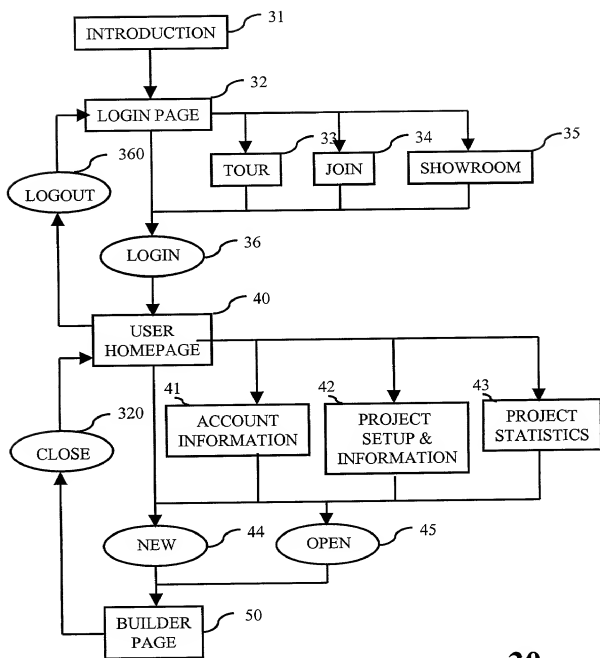 INTRODUCTION
31
LOGIN PAGE
32
TOUR
33
JOIN
34
SHOWROOM
35
LOGOUT
360
LOGIN
36
USER
HOMEPAGE
40
41
ACCOUNT
INFORMATION
42
PROJECT
SETUP &
INFORMATION
43
PROJECT
STATISTICS
CLOSE
320
NEW
44
OPEN
45
BUILDER
PAGE
50